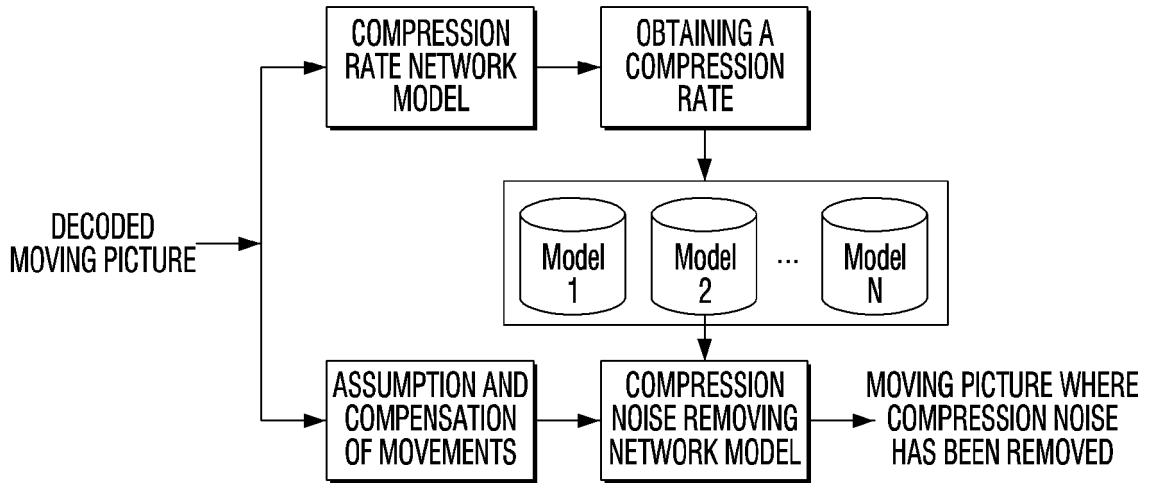 COMPRESSION
RATE NETWORK
MODEL
OBTAINING A
COMPRESSION
RATE
DECODED
MOVING PICTURE
Model
1
Model
2
...
Model
N
ASSUMPTION AND
COMPENSATION
OF MOVEMENTS
COMPRESSION
NOISE REMOVING
NETWORK MODEL
MOVING PICTURE WHERE
COMPRESSION NOISE
HAS BEEN REMOVED